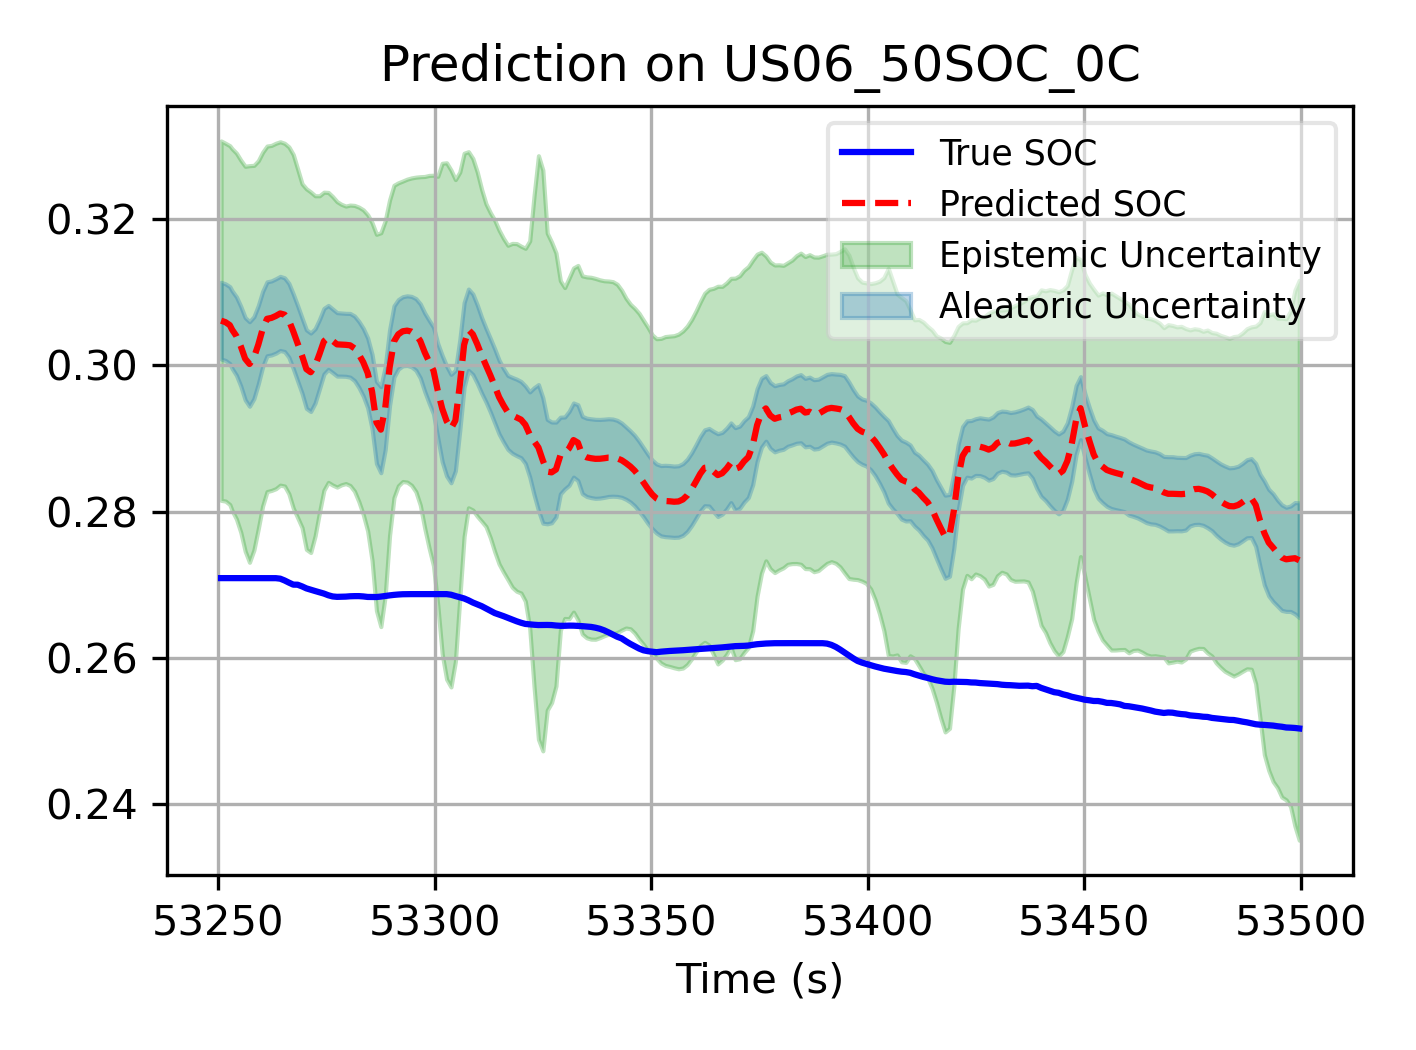 Prediction on US06_50SOC_0C
True SOC
Predicted SOC
Epistemic Uncertainty
Aleatoric Uncertainty
0.32
0.30
0.28
0.26
0.24
53250 53300 53350 53400 53450 53500
Time (s)